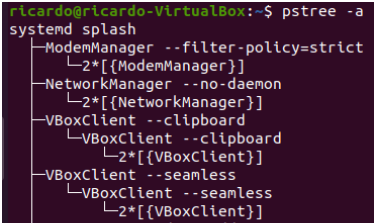 ricardo@ricardo-VirtualBox:~$ pstree -a
systemd splash
├─ModemManager --filter-policy=strict
│   └─2*[{ModemManager}]
├─NetworkManager --no-daemon
│   └─2*[{NetworkManager}]
├─VBoxClient --clipboard
│   └─VBoxClient --clipboard
│       └─2*[{VBoxClient}]
├─VBoxClient --seamless
│   └─VBoxClient --seamless
│       └─2*[{VBoxClient}]